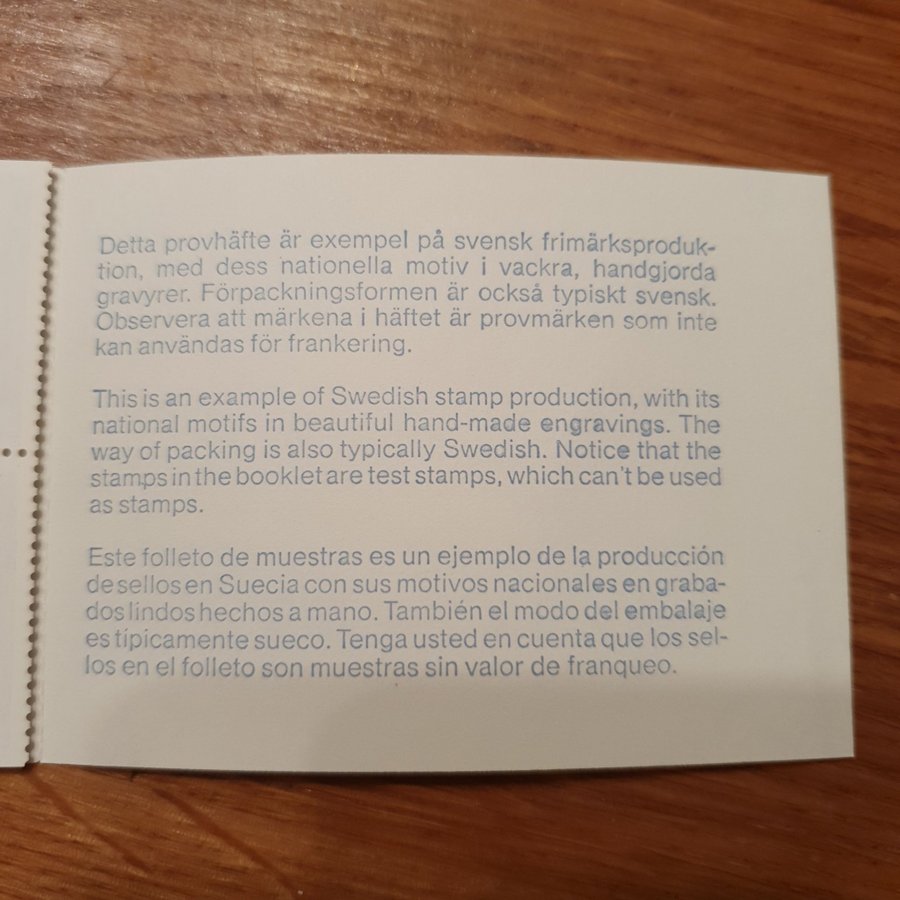 Detta provhäfte är exempel på svensk frimärksproduk-
tion, med dess nationella motiv i vackra, handgjorda
gravyrer. Förpackningsformen är också typiskt svensk.
Observera att märkena i häftet är provmärken som inte
kan användas för frankering.
This is an example of Swedish stamp production, with its
national motifs in beautiful hand-made engravings. The
way of packing is also typically Swedish. Notice that the
stamps in the booklet are test stamps, which can't be used
as stamps.
Este folleto de muestras es un ejemplo de la producción
de sellos en Suecia con sus motivos nacionales en graba-
dos lindos hechos a mano. También el modo del embalaje
es típicamente sueco. Tenga usted en cuenta que los sel-
los en el folleto son muestras sin valor de franqueo.